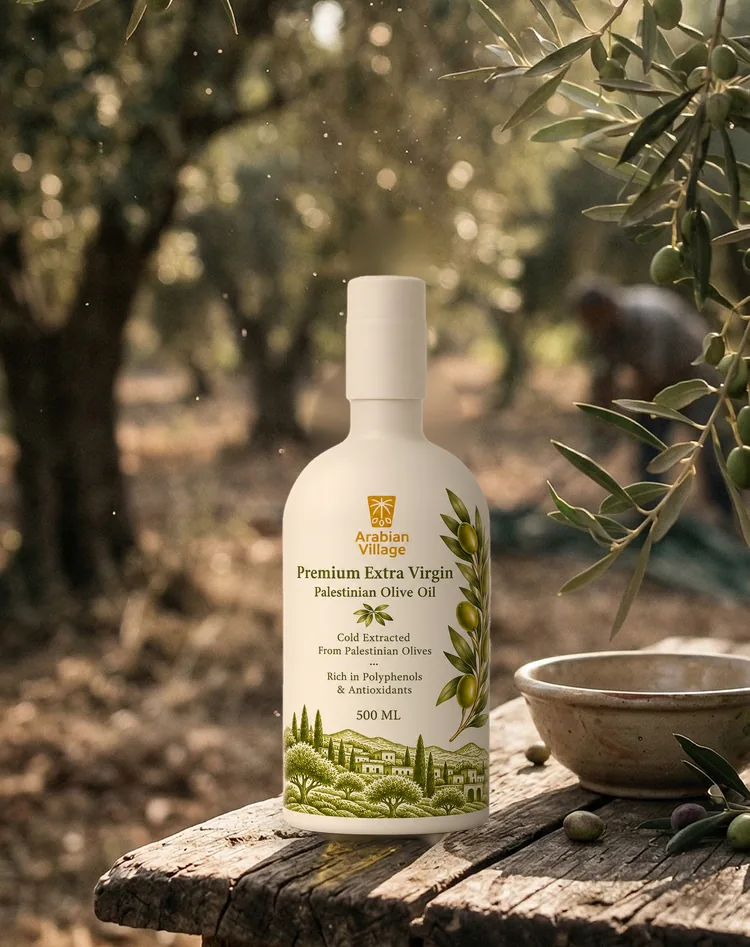 Arabian
Village
Premium Extra Virgin
Palestinian Olive Oil
Cold Extracted
From Palestinian Olives
...
Rich in Polyphenols
& Antioxidants
500 ML